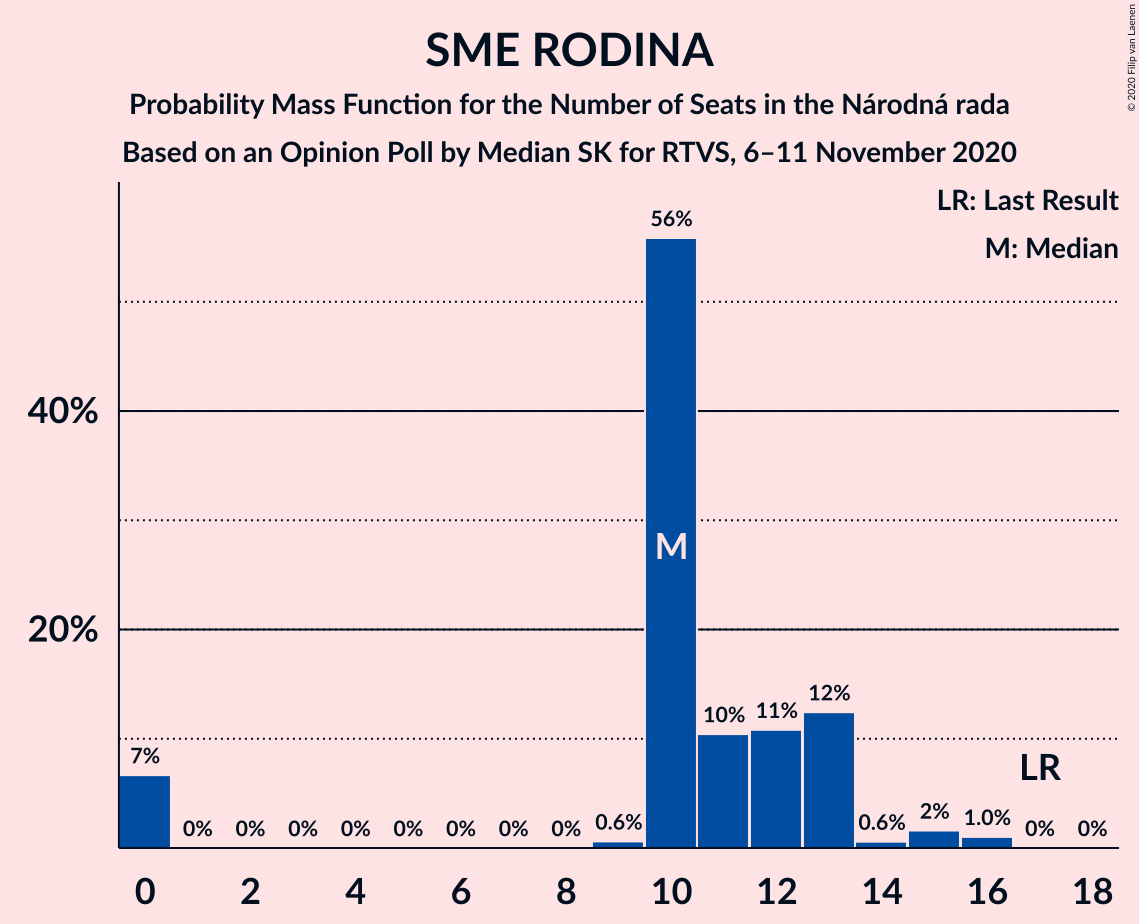 SME RODINA
Probability Mass Function for the Number of Seats in the Národná rada
Based on an Opinion Poll by Median SK for RTVS, 6–11 November 2020
© 2020 Filip van Laenen
LR: Last Result
M: Median
56%
40%
M
20%
12%
11%
10%
7%
LR
0% 0% 0% 0% 0% 0% 0% 0% 0.6% 0.6% 2% 1.0% 0% 0%
0 2 4 6 8 10 12 14 16 18